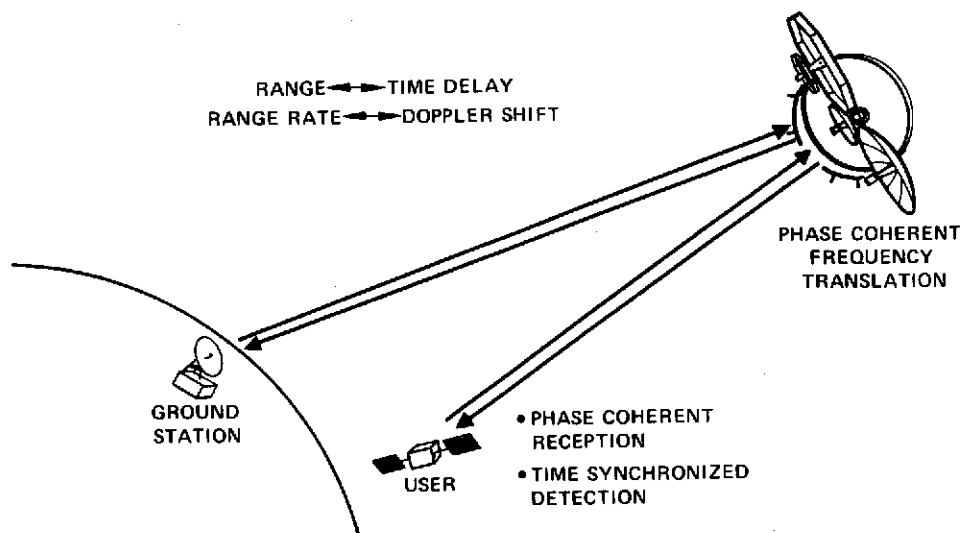 RANGE ↔ TIME DELAY
RANGE RATE ↔ DOPPLER SHIFT
PHASE COHERENT
FREQUENCY
TRANSLATION
GROUND
STATION
• PHASE COHERENT
RECEPTION
• TIME SYNCHRONIZED
DETECTION
USER